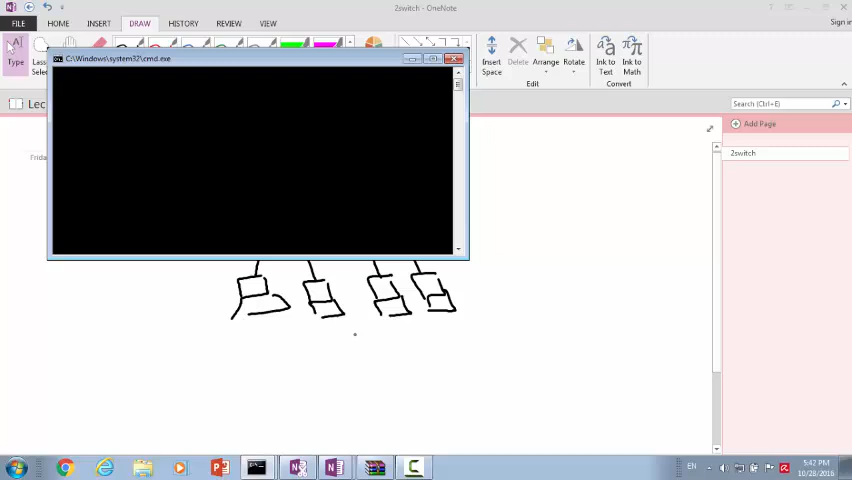 2switch - OneNote
FILE HOME INSERT DRAW HISTORY REVIEW VIEW
Sign in
Type
Insert Space
Delete
Arrange
Rotate
Ink to Text
Ink to Math
Edit
Convert
C:\Windows\system32\cmd.exe
Lec
Search (Ctrl+E)
Add Page
Frida
2switch
EN
5:42 PM
10/28/2016